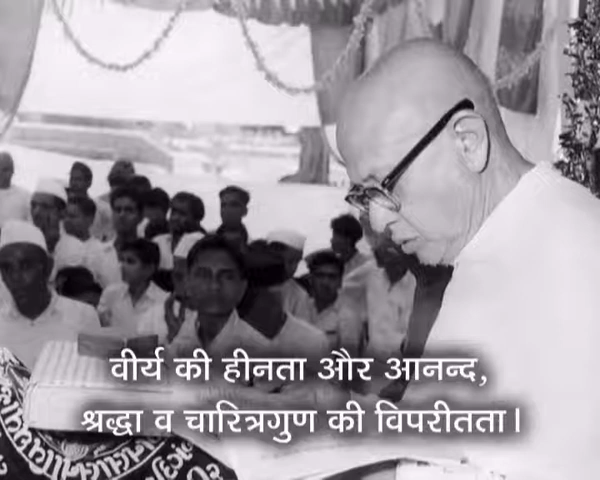 वीर्य की हीनता और आनन्द,
श्रद्धा व चारित्रगुण की विपरीतता।